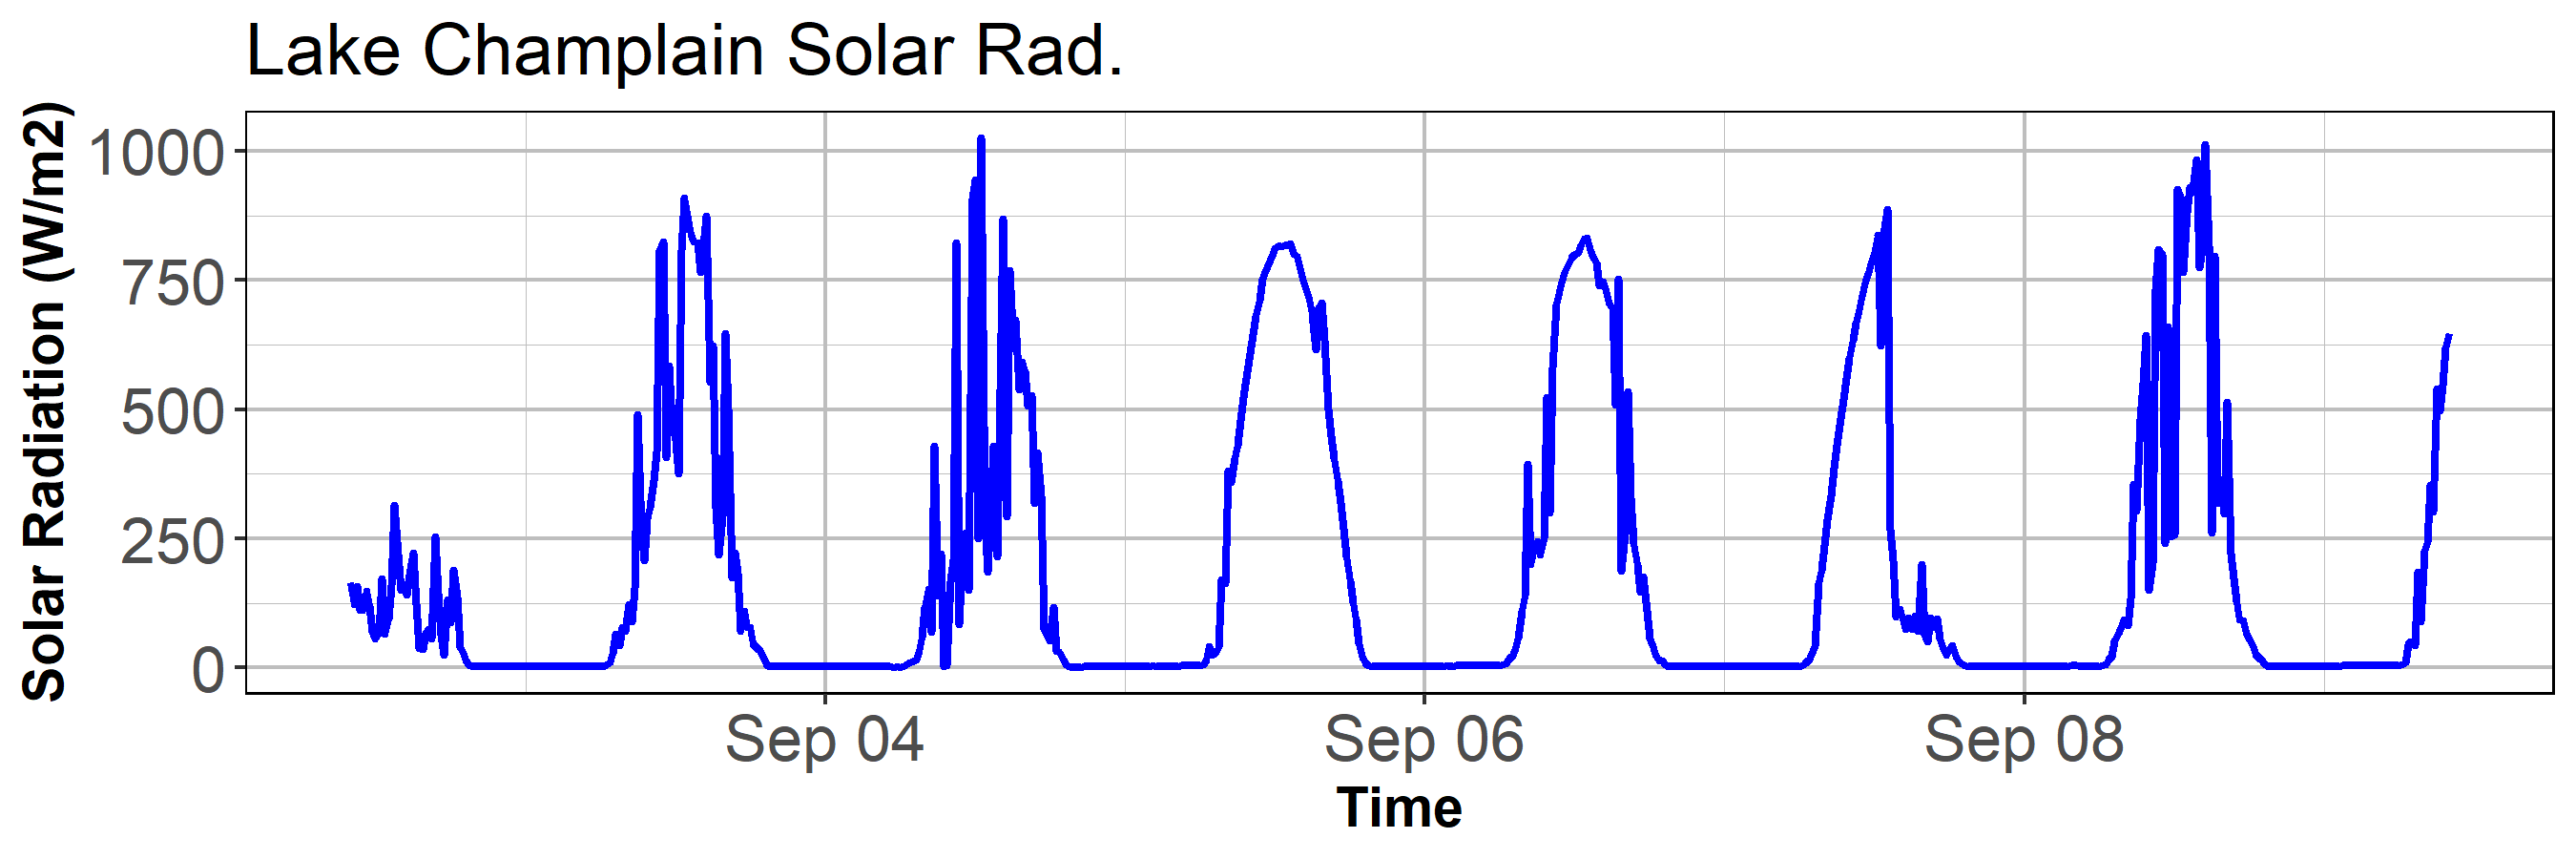 Lake Champlain Solar Rad.
Solar Radiation (W/m2)
1000
750
500
250
0
Sep 04
Sep 06
Sep 08
Time